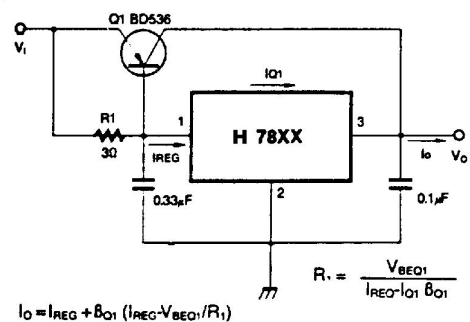 Q1 BD536
VI
IQ1
R1
1
H 78XX
3
3Ω
IREG
IO
VO
0.33μF
2
0.1μF
R1 = VBEQ1
IREQ-IQ1 βQ1
IO=IREG+βQ1 (IREG-VBEQ1/R1)